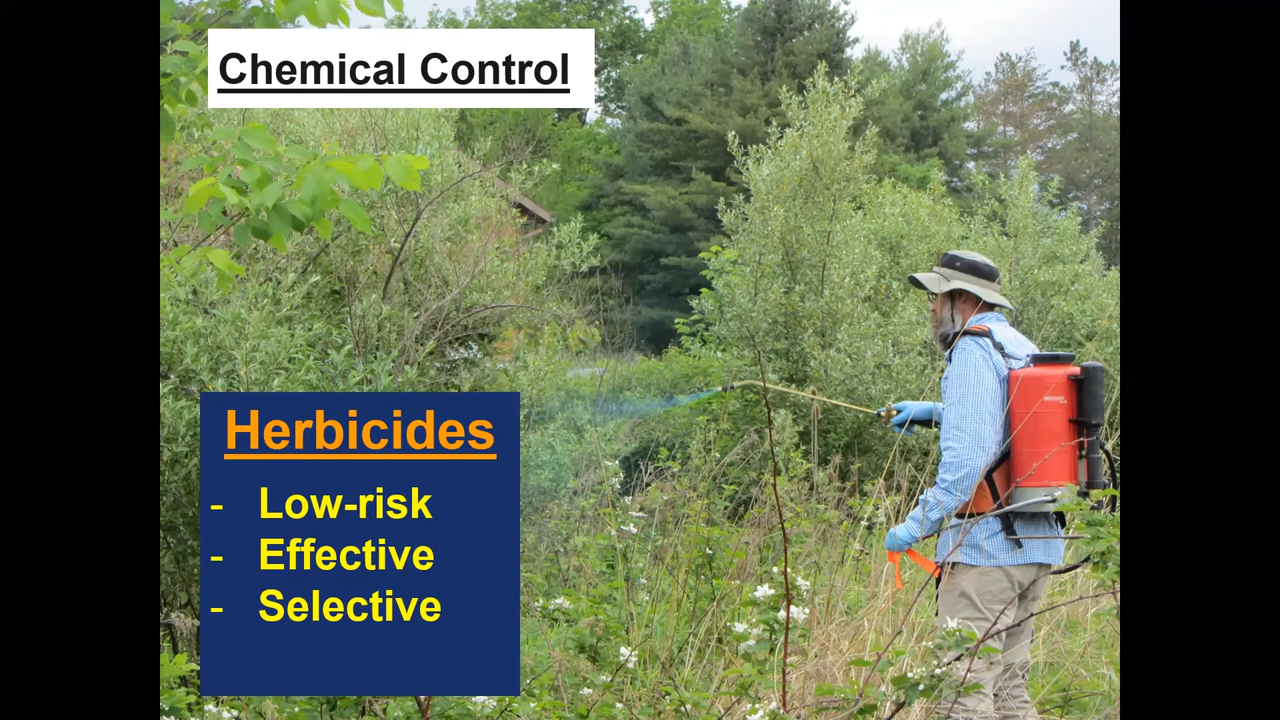 Chemical Control
Herbicides
- Low-risk
- Effective
- Selective